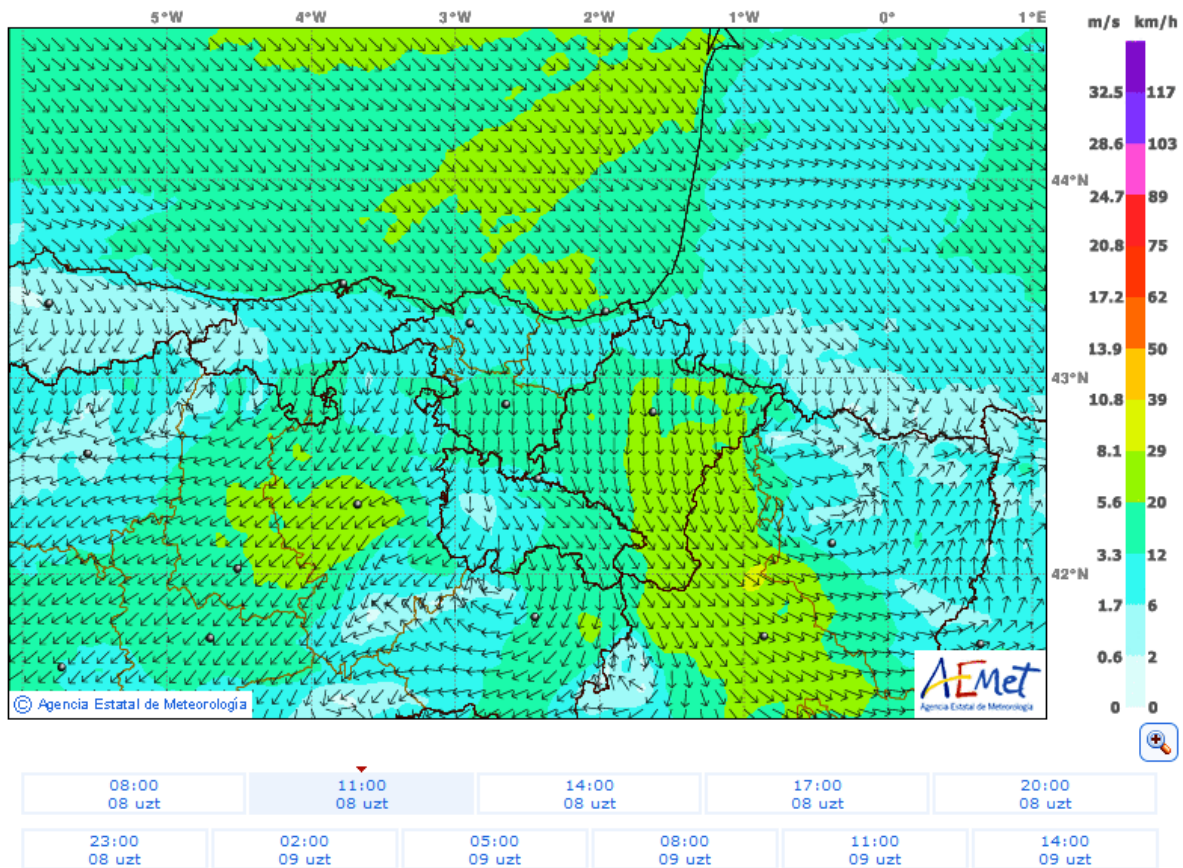 5°W 4°W 3°W 2°W 1°W 0° 1°E
m/s km/h
32.5 117
28.6 103
44°N
24.7 89
20.8 75
17.2 62
13.9 50
43°N
10.8 39
8.1 29
5.6 20
3.3 12
42°N
1.7 6
0.6 2
0 0
AEMet
Agencia Estatal de Meteorología
© Agencia Estatal de Meteorología
08:00 11:00 14:00 17:00 20:00
08 uzt 08 uzt 08 uzt 08 uzt 08 uzt
23:00 02:00 05:00 08:00 11:00 14:00
08 uzt 09 uzt 09 uzt 09 uzt 09 uzt 09 uzt